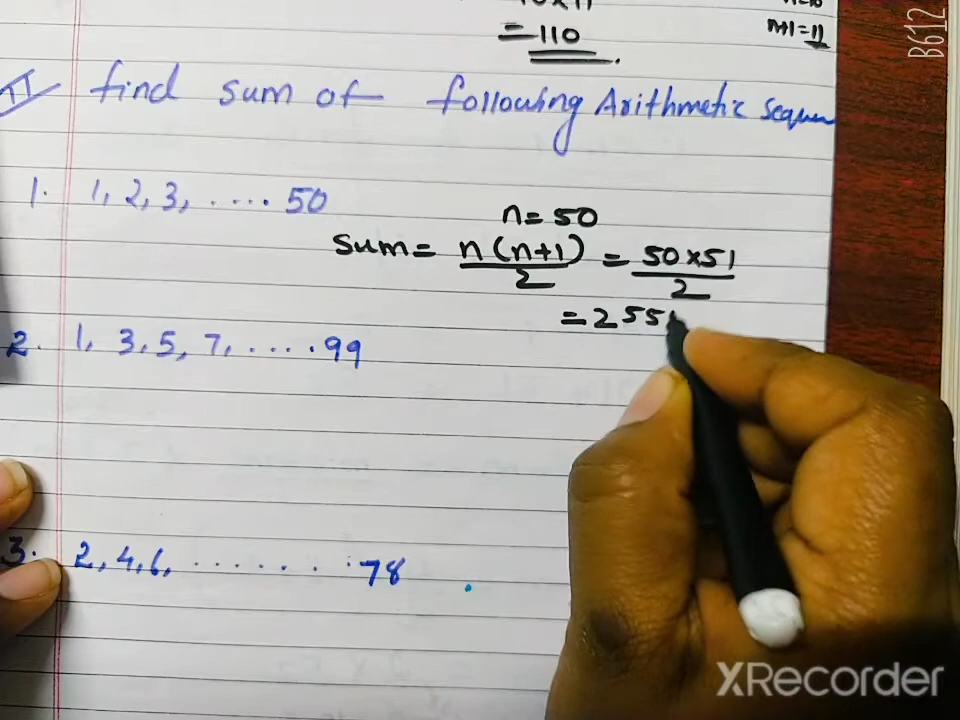 = 110
n+1 = 11
II find sum of following Arithmetic
1. 1, 2, 3, .... 50
n = 50
Sum = n(n+1)/2 = 50×51/2
= 255
2. 1, 3, 5, 7, ..... 99
3. 2, 4, 6, ....... 78
B612
XRecorder